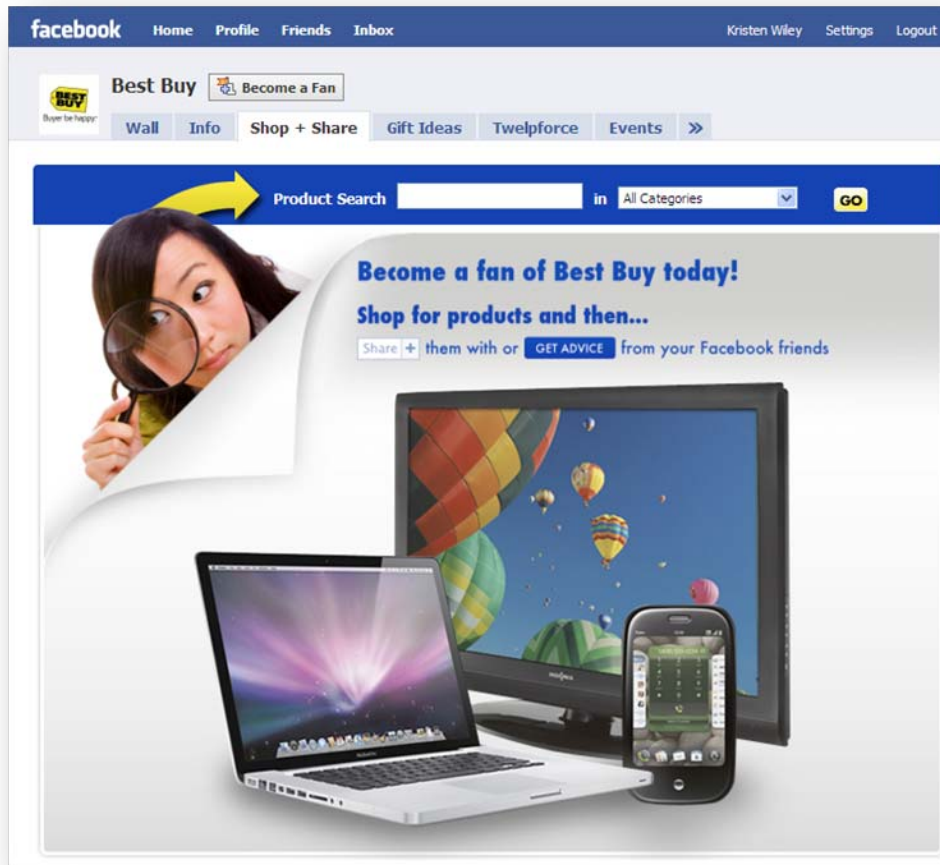 facebook Home Profile Friends Inbox Kristen Wiley Settings Logout
BEST BUY
Buyer be happy.
Best Buy Become a Fan
Wall Info Shop + Share Gift Ideas Twelpforce Events »
Product Search in All Categories GO
Become a fan of Best Buy today!
Shop for products and then...
Share + them with or GET ADVICE from your Facebook friends
INSIGNIA